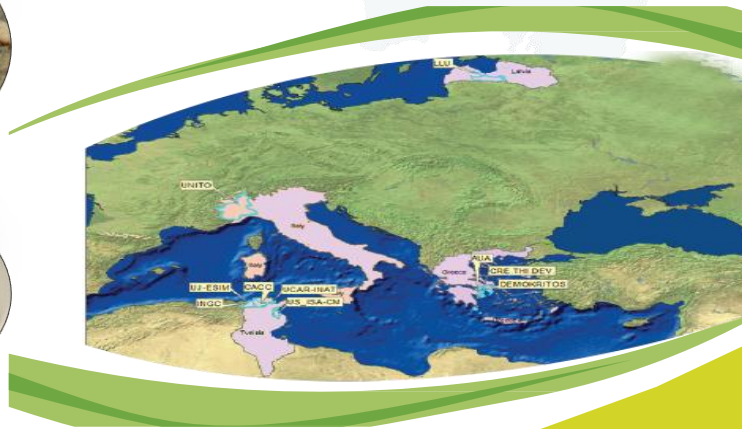 LLU
Latvia
UNITO
Italy
Italy
AUA
Greece
CRE THI DEV
DEMOKRITOS
UJ-ESIM
CACC
UCAR-INAT
INGC
US_ISA-CM
Tunisia